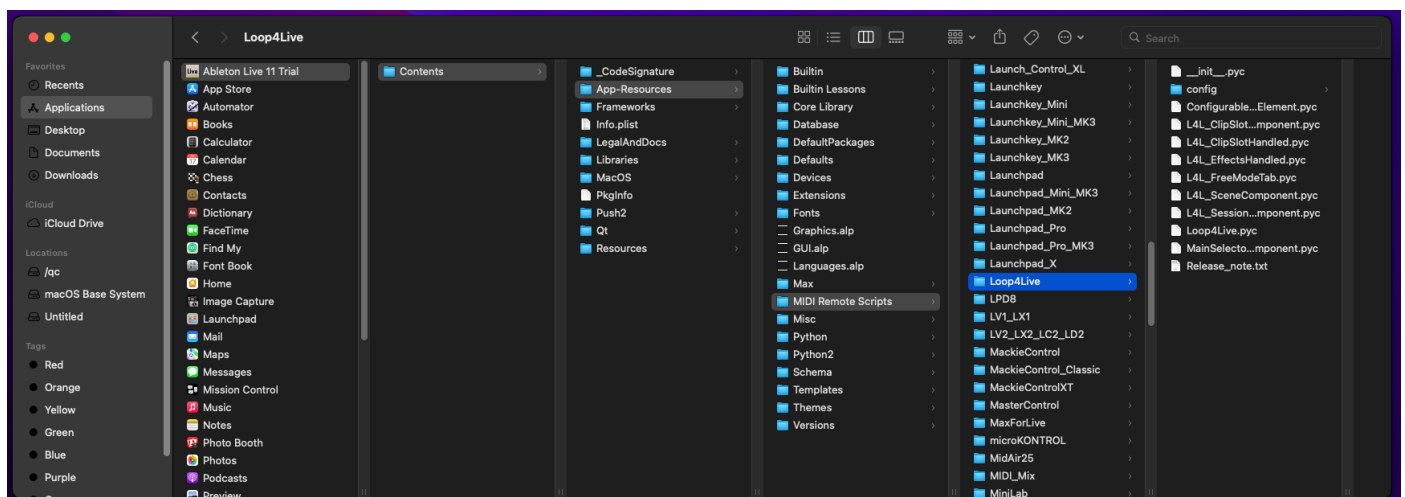 Loop4Live
Search
Favorites
Recents
Applications
Desktop
Documents
Downloads
iCloud
iCloud Drive
Locations
/qc
macOS Base System
Untitled
Tags
Red
Orange
Yellow
Green
Blue
Purple
Live
Ableton Live 11 Trial
App Store
Automator
Books
Calculator
Calendar
Chess
Contacts
Dictionary
FaceTime
Find My
Font Book
Home
Image Capture
Launchpad
Mail
Maps
Messages
Mission Control
Music
Notes
Photo Booth
Photos
Podcasts
Preview
Contents
_CodeSignature
App-Resources
Frameworks
Info.plist
LegalAndDocs
Libraries
MacOS
PkgInfo
Push2
Qt
Resources
Builtin
Builtin Lessons
Core Library
Database
DefaultPackages
Defaults
Devices
Extensions
Fonts
Graphics.alp
GUI.alp
Languages.alp
Max
MIDI Remote Scripts
Misc
Python
Python2
Schema
Templates
Themes
Versions
Launch_Control_XL
Launchkey
Launchkey_Mini
Launchkey_Mini_MK3
Launchkey_MK2
Launchkey_MK3
Launchpad
Launchpad_Mini_MK3
Launchpad_MK2
Launchpad_Pro
Launchpad_Pro_MK3
Launchpad_X
Loop4Live
LPD8
LV1_LX1
LV2_LX2_LC2_LD2
MackieControl
MackieControl_Classic
MackieControlXT
MasterControl
MaxForLive
microKONTROL
MidAir25
MIDI_Mix
MiniLab
__init__.pyc
config
Configurable...Element.pyc
L4L_ClipSlot...mponent.pyc
L4L_ClipSlotHandled.pyc
L4L_EffectsHandled.pyc
L4L_FreeModeTab.pyc
L4L_SceneComponent.pyc
L4L_Session...mponent.pyc
Loop4Live.pyc
MainSelecto...mponent.pyc
Release_note.txt